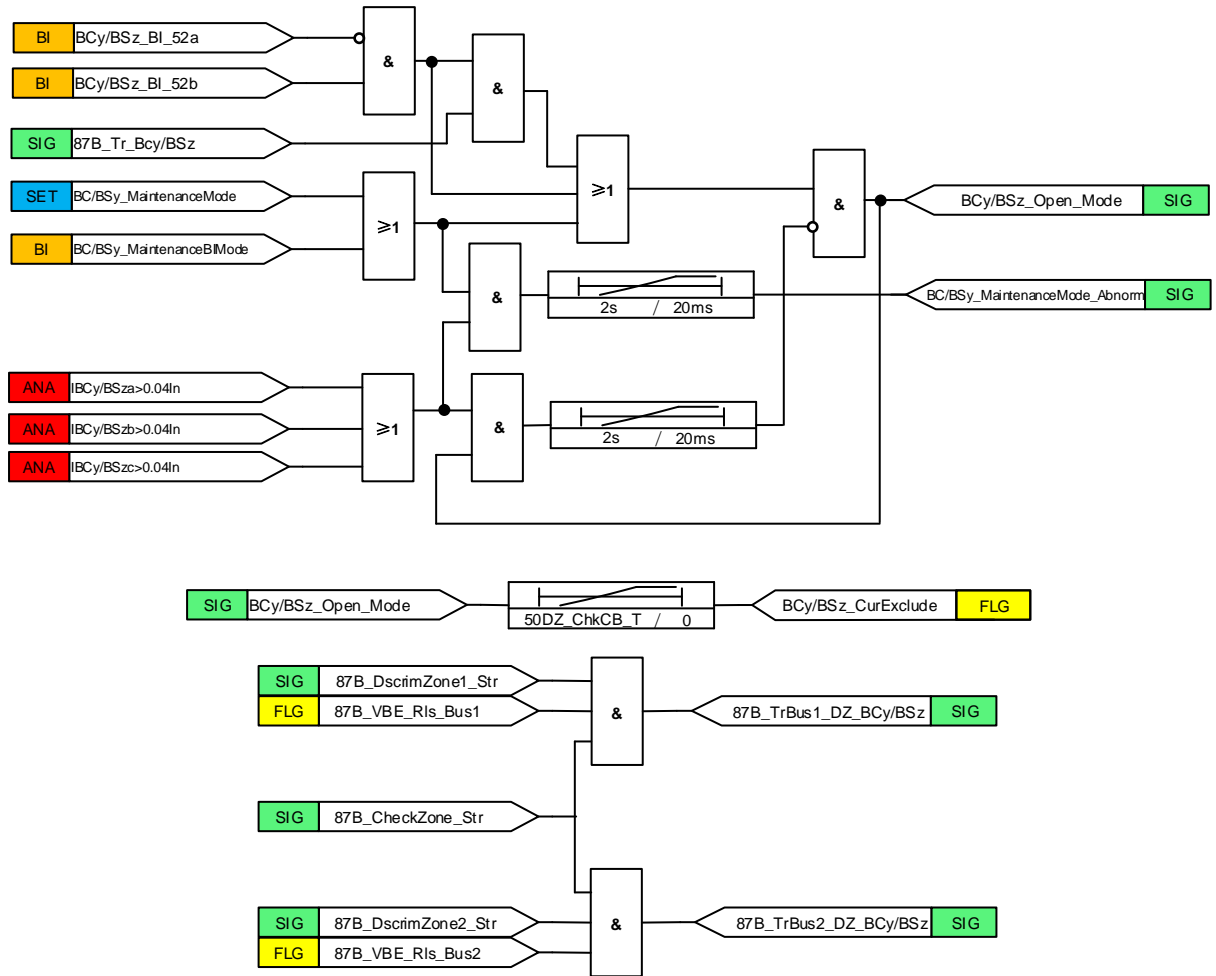 BI BCy/BSz_BI_52a
BI BCy/BSz_BI_52b
&
&
SIG 87B_Tr_Bcy/BSz
SET BC/BSy_MaintenanceMode
BI BC/BSy_MaintenanceBIMode
≥1
≥1
&
BCy/BSz_Open_Mode SIG
&
2s / 20ms
BC/BSy_MaintenanceMode_Abnorm SIG
ANA IBCy/BSza>0.04In
ANA IBCy/BSzb>0.04In
ANA IBCy/BSzc>0.04In
≥1
&
2s / 20ms
SIG BCy/BSz_Open_Mode
50DZ_ChkCB_T / 0
BCy/BSz_CurExclude FLG
SIG 87B_DscrimZone1_Str
FLG 87B_VBE_Rls_Bus1
&
87B_TrBus1_DZ_BCy/BSz SIG
SIG 87B_CheckZone_Str
SIG 87B_DscrimZone2_Str
FLG 87B_VBE_Rls_Bus2
&
87B_TrBus2_DZ_BCy/BSz SIG